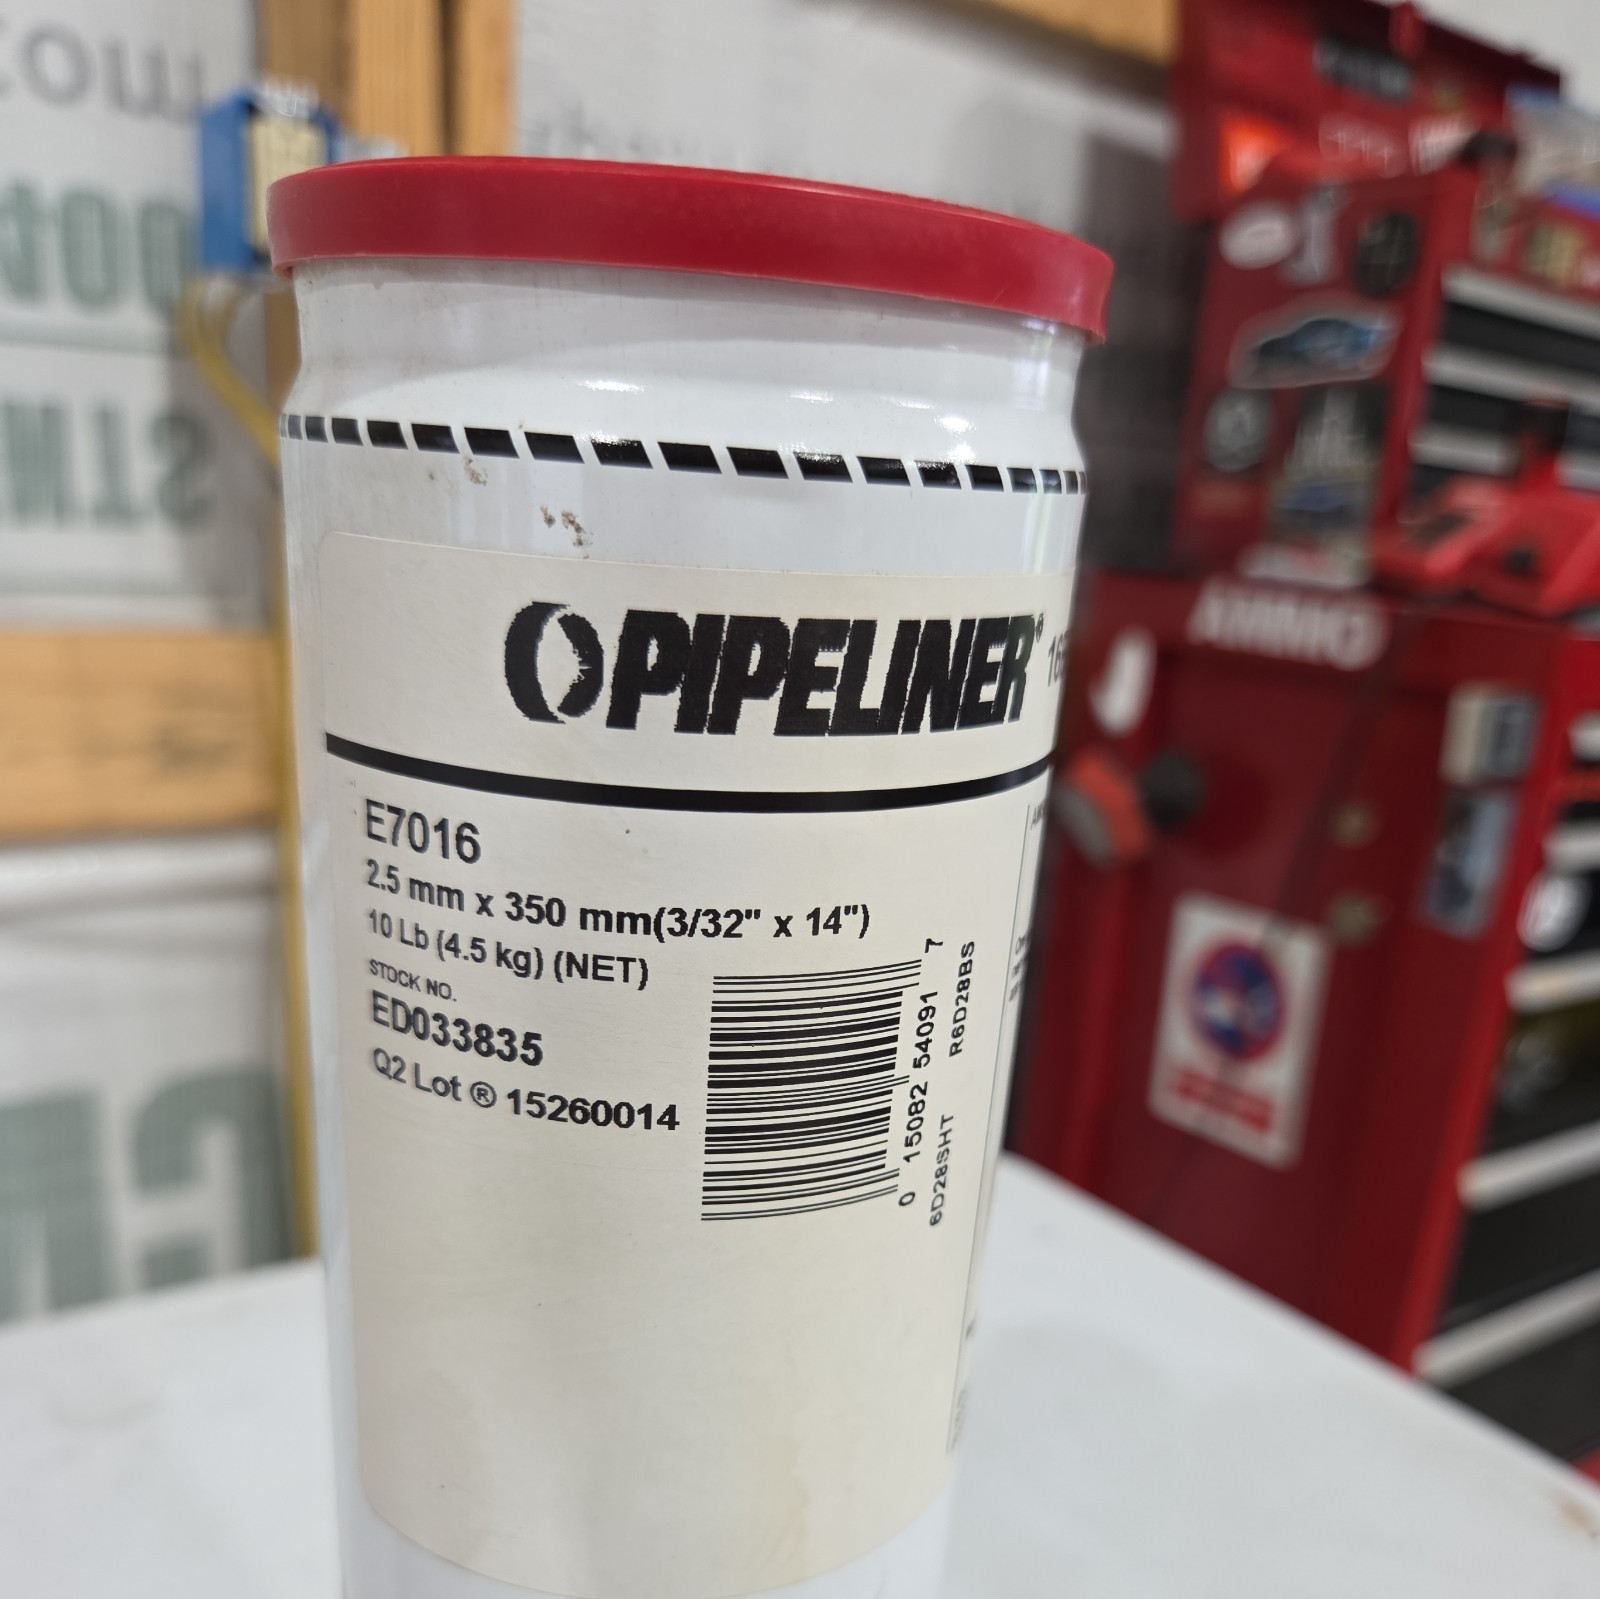 PIPELINER®
E7016
2.5 mm x 350 mm(3/32" x 14")
10 Lb (4.5 kg) (NET)
STOCK NO.
ED033835
Q2 Lot ® 15260014
0 15082 54091 7
6D28SHT R6D28BS
AMMO